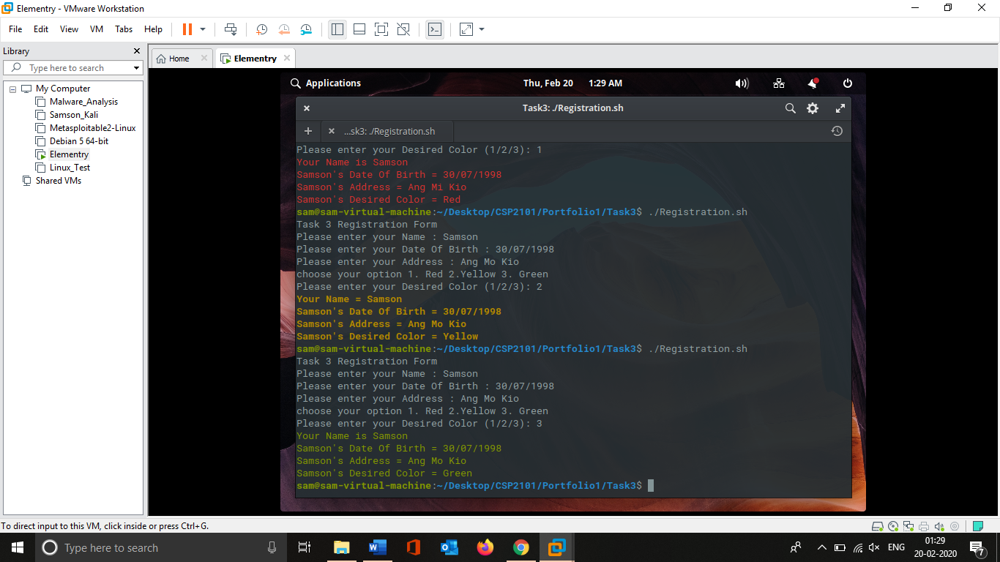 Elementry - VMware Workstation
File Edit View VM Tabs Help
Library
Type here to search
My Computer
Malware_Analysis
Samson_Kali
Metasploitable2-Linux
Debian 5 64-bit
Elementry
Linux_Test
Shared VMs
Home
Elementry
Applications
Thu, Feb 20 1:29 AM
Task3: ./Registration.sh
...sk3: ./Registration.sh
Please enter your Desired Color (1/2/3): 1
Your Name is Samson
Samson's Date Of Birth = 30/07/1998
Samson's Address = Ang Mi Kio
Samson's Desired Color = Red
sam@sam-virtual-machine:~/Desktop/CSP2101/Portfolio1/Task3$ ./Registration.sh
Task 3 Registration Form
Please enter your Name : Samson
Please enter your Date Of Birth : 30/07/1998
Please enter your Address : Ang Mo Kio
choose your option 1. Red 2.Yellow 3. Green
Please enter your Desired Color (1/2/3): 2
Your Name = Samson
Samson's Date Of Birth = 30/07/1998
Samson's Address = Ang Mo Kio
Samson's Desired Color = Yellow
sam@sam-virtual-machine:~/Desktop/CSP2101/Portfolio1/Task3$ ./Registration.sh
Task 3 Registration Form
Please enter your Name : Samson
Please enter your Date Of Birth : 30/07/1998
Please enter your Address : Ang Mo Kio
choose your option 1. Red 2.Yellow 3. Green
Please enter your Desired Color (1/2/3): 3
Your Name is Samson
Samson's Date Of Birth = 30/07/1998
Samson's Address = Ang Mo Kio
Samson's Desired Color = Green
sam@sam-virtual-machine:~/Desktop/CSP2101/Portfolio1/Task3$
To direct input to this VM, click inside or press Ctrl+G.
Type here to search
ENG
01:29
20-02-2020
7